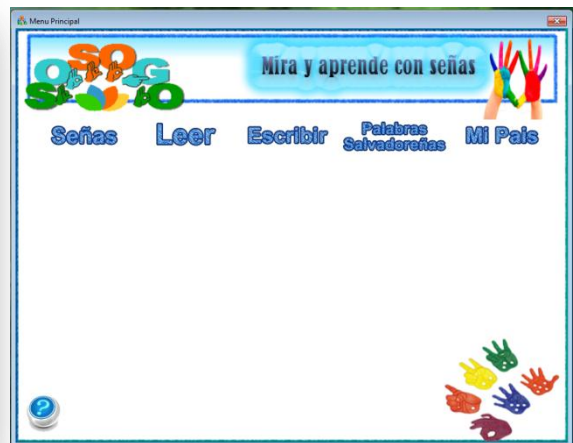 Menu Principal
Mira y aprende con señas
Señas
Leer
Escribir
Palabras
Salvadoreñas
Mi Pais
?